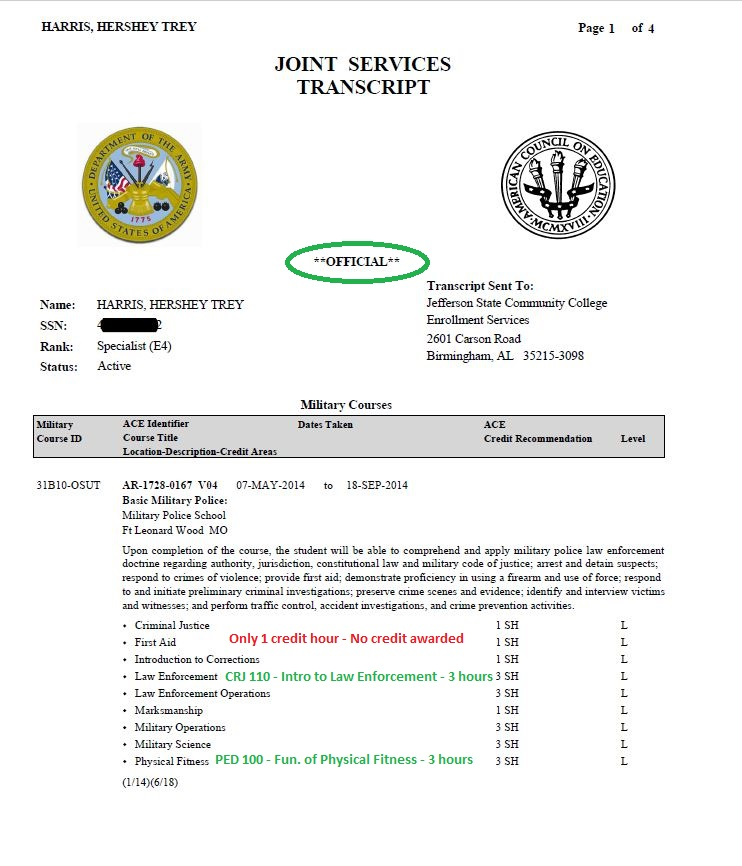 HARRIS, HERSHEY TREY Page 1 of 4
JOINT SERVICES
TRANSCRIPT
DEPARTMENT OF THE ARMY
UNITED STATES OF AMERICA
1775
AMERICAN COUNCIL ON EDUCATION
MCMXVIII
**OFFICIAL**
Transcript Sent To:
Jefferson State Community College
Enrollment Services
2601 Carson Road
Birmingham, AL 35215-3098
Name: HARRIS, HERSHEY TREY
SSN: 4 2
Rank: Specialist (E4)
Status: Active
Military Courses
Military ACE Identifier Dates Taken ACE
Course ID Course Title Credit Recommendation Level
Location-Description-Credit Areas
31B10-OSUT AR-1728-0167 V04 07-MAY-2014 to 18-SEP-2014
Basic Military Police:
Military Police School
Ft Leonard Wood MO
Upon completion of the course, the student will be able to comprehend and apply military police law enforcement
doctrine regarding authority, jurisdiction, constitutional law and military code of justice; arrest and detain suspects;
respond to crimes of violence; provide first aid; demonstrate proficiency in using a firearm and use of force; respond
to and initiate preliminary criminal investigations; preserve crime scenes and evidence; identify and interview victims
and witnesses; and perform traffic control, accident investigations, and crime prevention activities.
• Criminal Justice 1 SH L
• First Aid Only 1 credit hour - No credit awarded 1 SH L
• Introduction to Corrections 1 SH L
• Law Enforcement CRJ 110 - Intro to Law Enforcement - 3 hours 3 SH L
• Law Enforcement Operations 3 SH L
• Marksmanship 1 SH L
• Military Operations 3 SH L
• Military Science 3 SH L
• Physical Fitness PED 100 - Fun. of Physical Fitness - 3 hours 3 SH L
(1/14)(6/18)